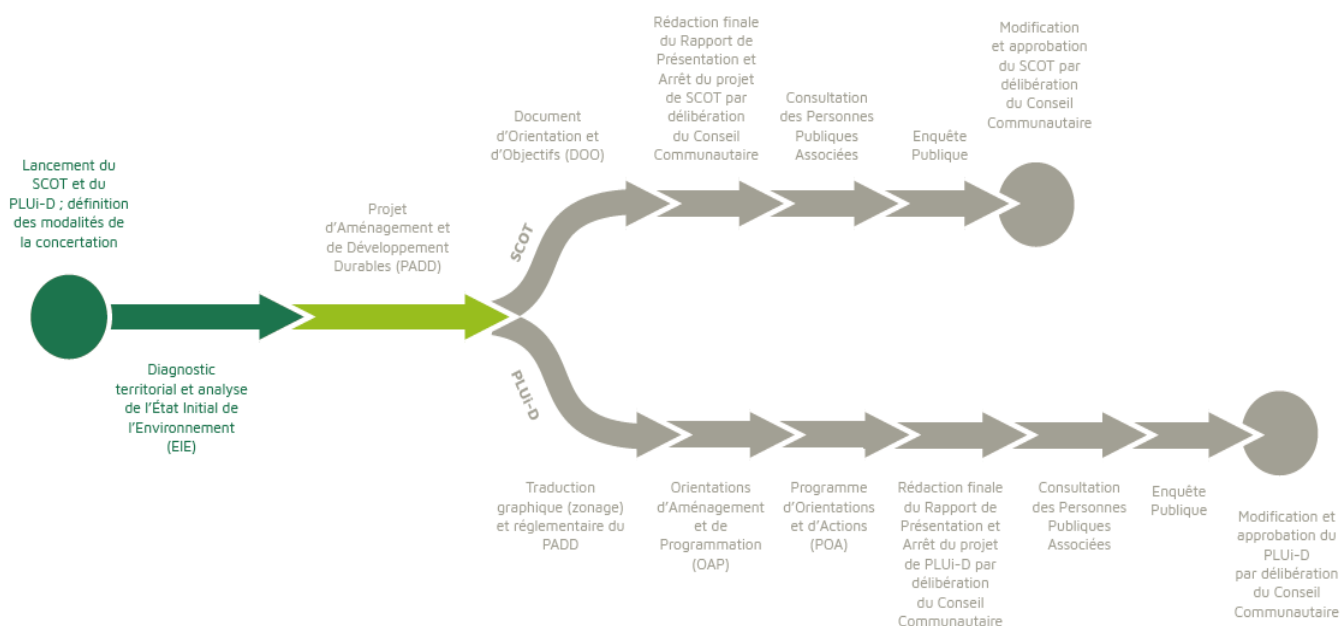 Lancement du
SCOT et du
PLUi-D ; définition
des modalités de
la concertation
Diagnostic
territorial et analyse
de l'État Initial de
l'Environnement
(EIE)
Projet
d'Aménagement et
de Développement
Durables (PADD)
SCOT
Document
d'Orientation et
d'Objectifs (DOO)
Rédaction finale
du Rapport de
Présentation et
Arrêt du projet
de SCOT par
délibération
du Conseil
Communautaire
Consultation
des Personnes
Publiques
Associées
Enquête
Publique
Modification
et approbation
du SCOT par
délibération
du Conseil
Communautaire
PLUi-D
Traduction
graphique (zonage)
et réglementaire du
PADD
Orientations
d'Aménagement
et de
Programmation
(OAP)
Programme
d'Orientations
et d'Actions
(POA)
Rédaction finale
du Rapport de
Présentation et
Arrêt du projet
de PLUi-D par
délibération
du Conseil
Communautaire
Consultation
des Personnes
Publiques
Associées
Enquête
Publique
Modification et
approbation du
PLUi-D
par délibération
du Conseil
Communautaire